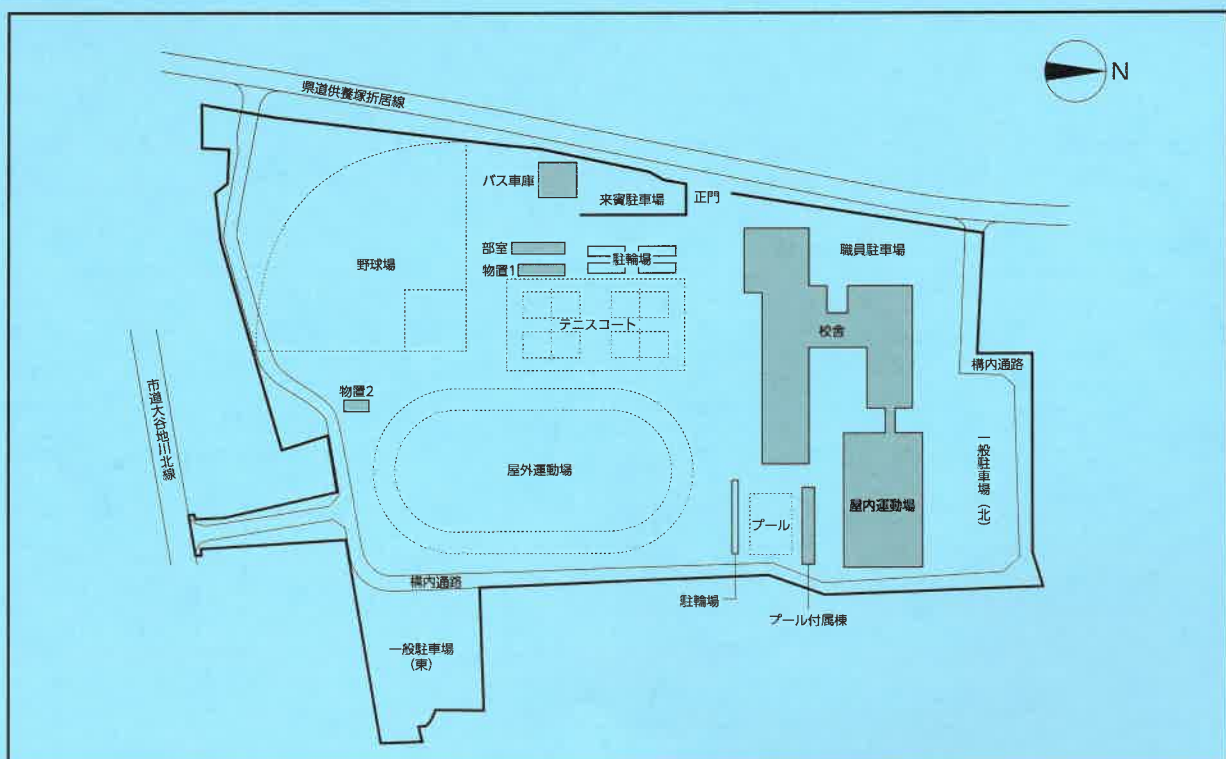 県道供養塚折居線
N
バス車庫
来賓駐車場
正門
部室
駐輪場
職員駐車場
野球場
物置1
テニスコート
校舎
構内通路
市道大谷地川北線
物置2
屋外運動場
一般駐車場(北)
屋内運動場
プール
構内通路
駐輪場
プール付属棟
一般駐車場
(東)